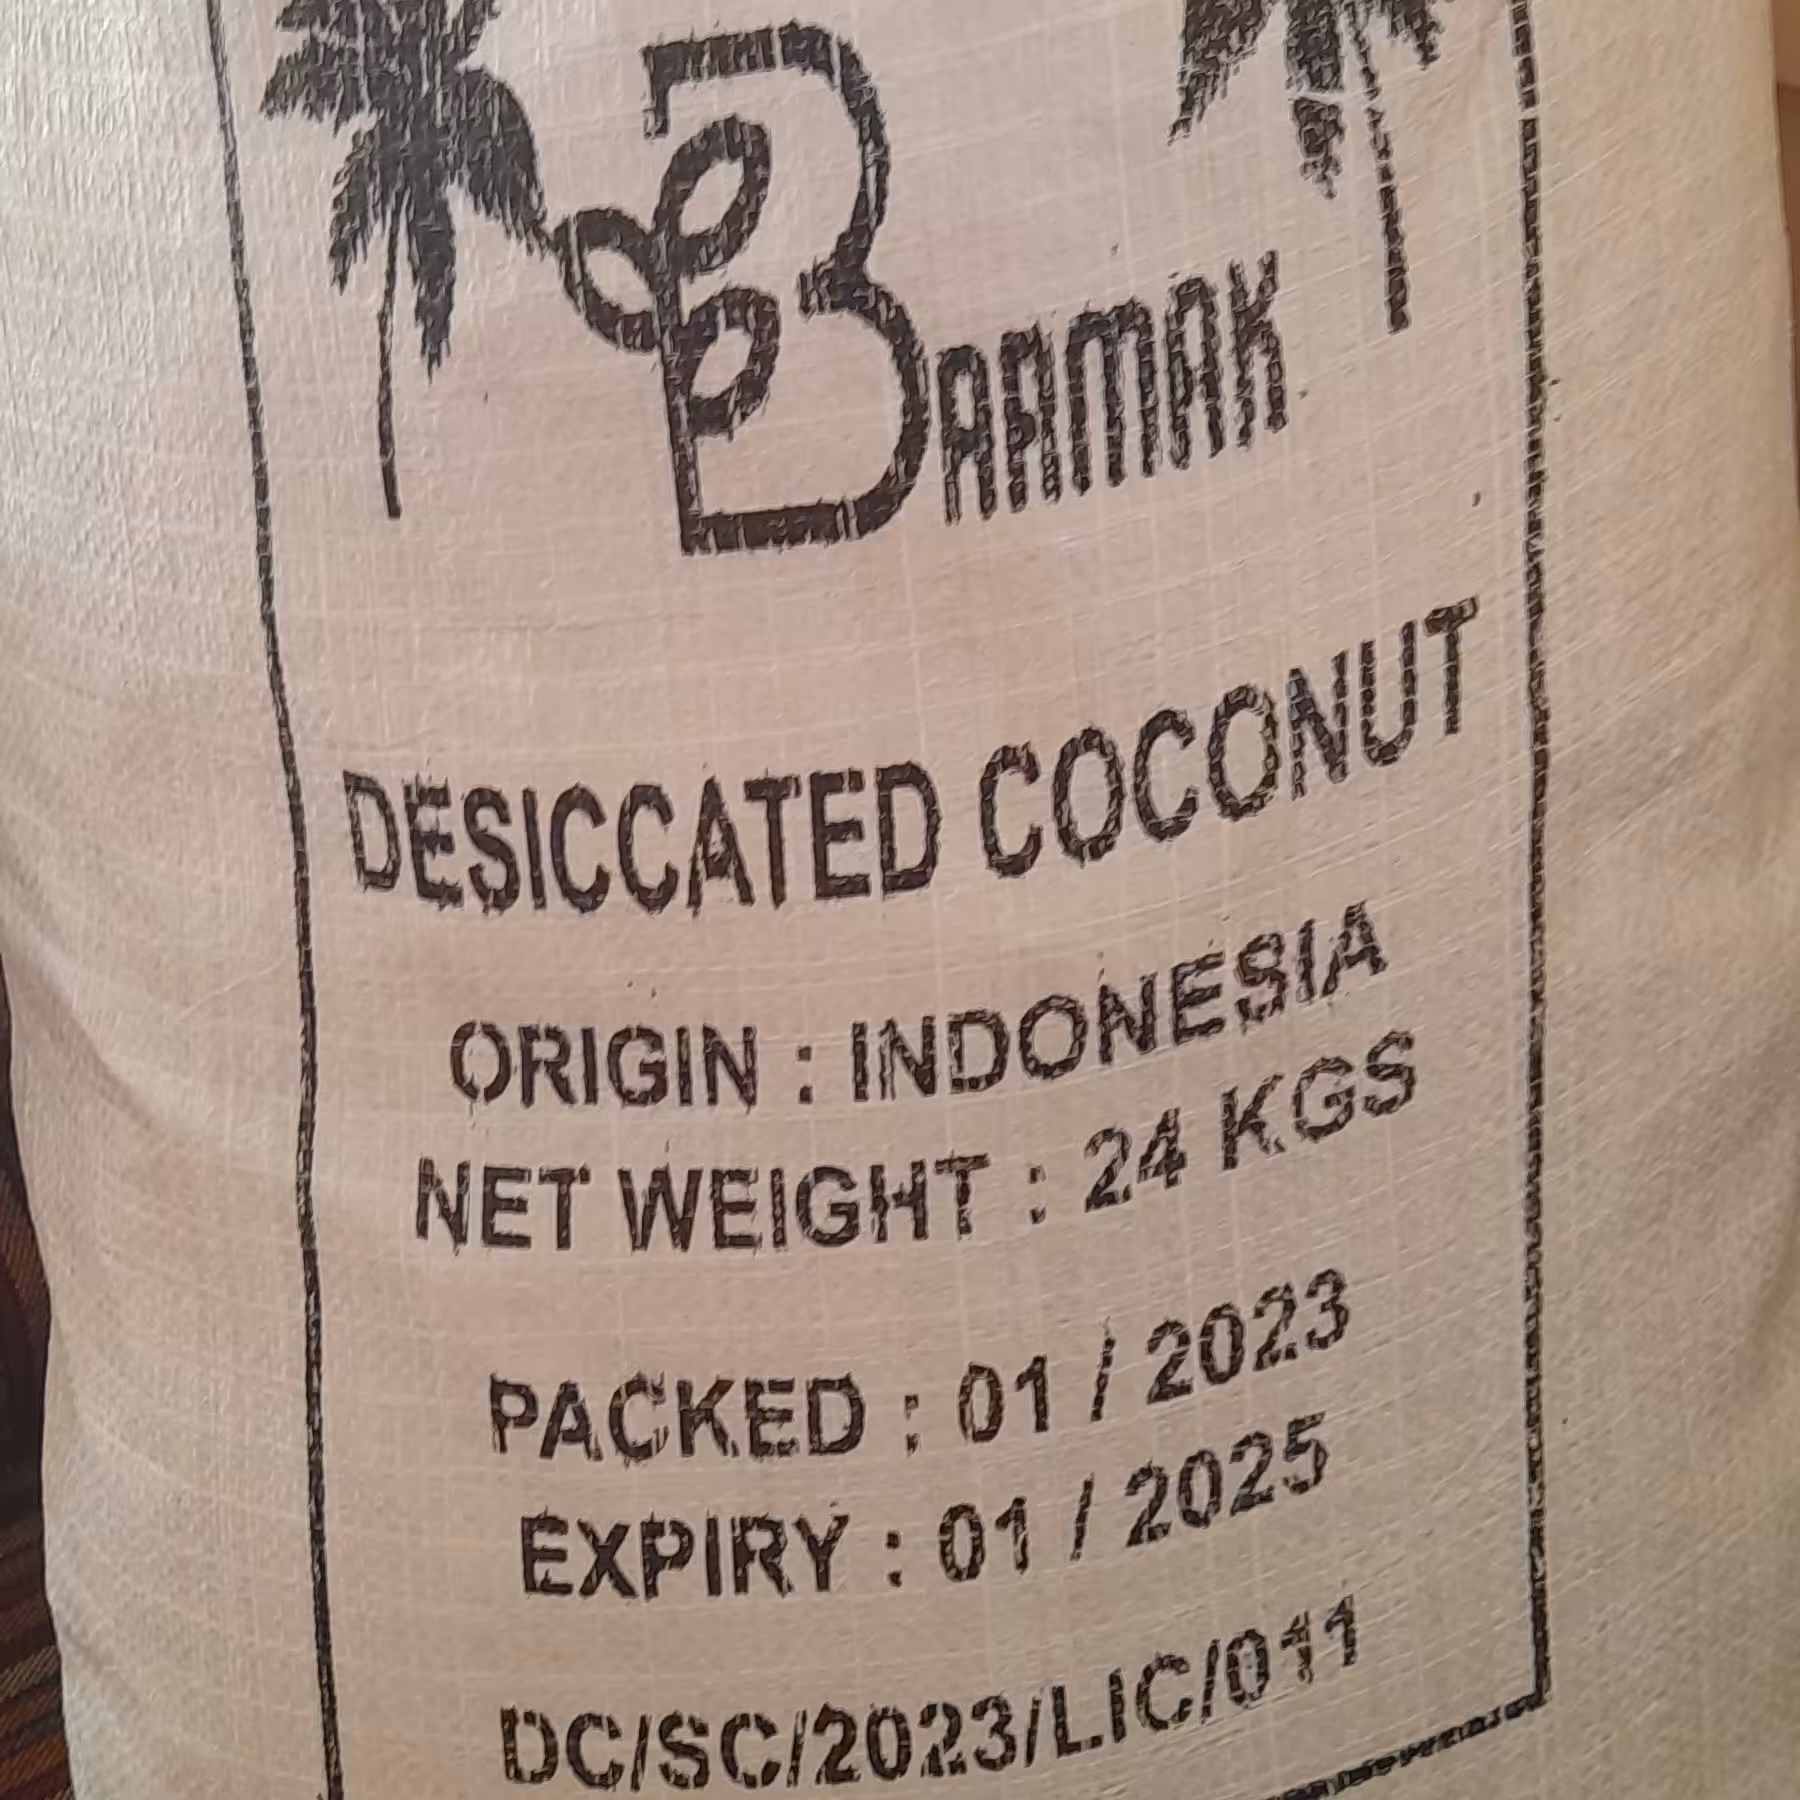 BARMAK
DESICCATED COCONUT
ORIGIN : INDONESIA
NET WEIGHT : 24 KGS
PACKED : 01 / 2023
EXPIRY : 01 / 2025
DC/SC/2023/LIC/011